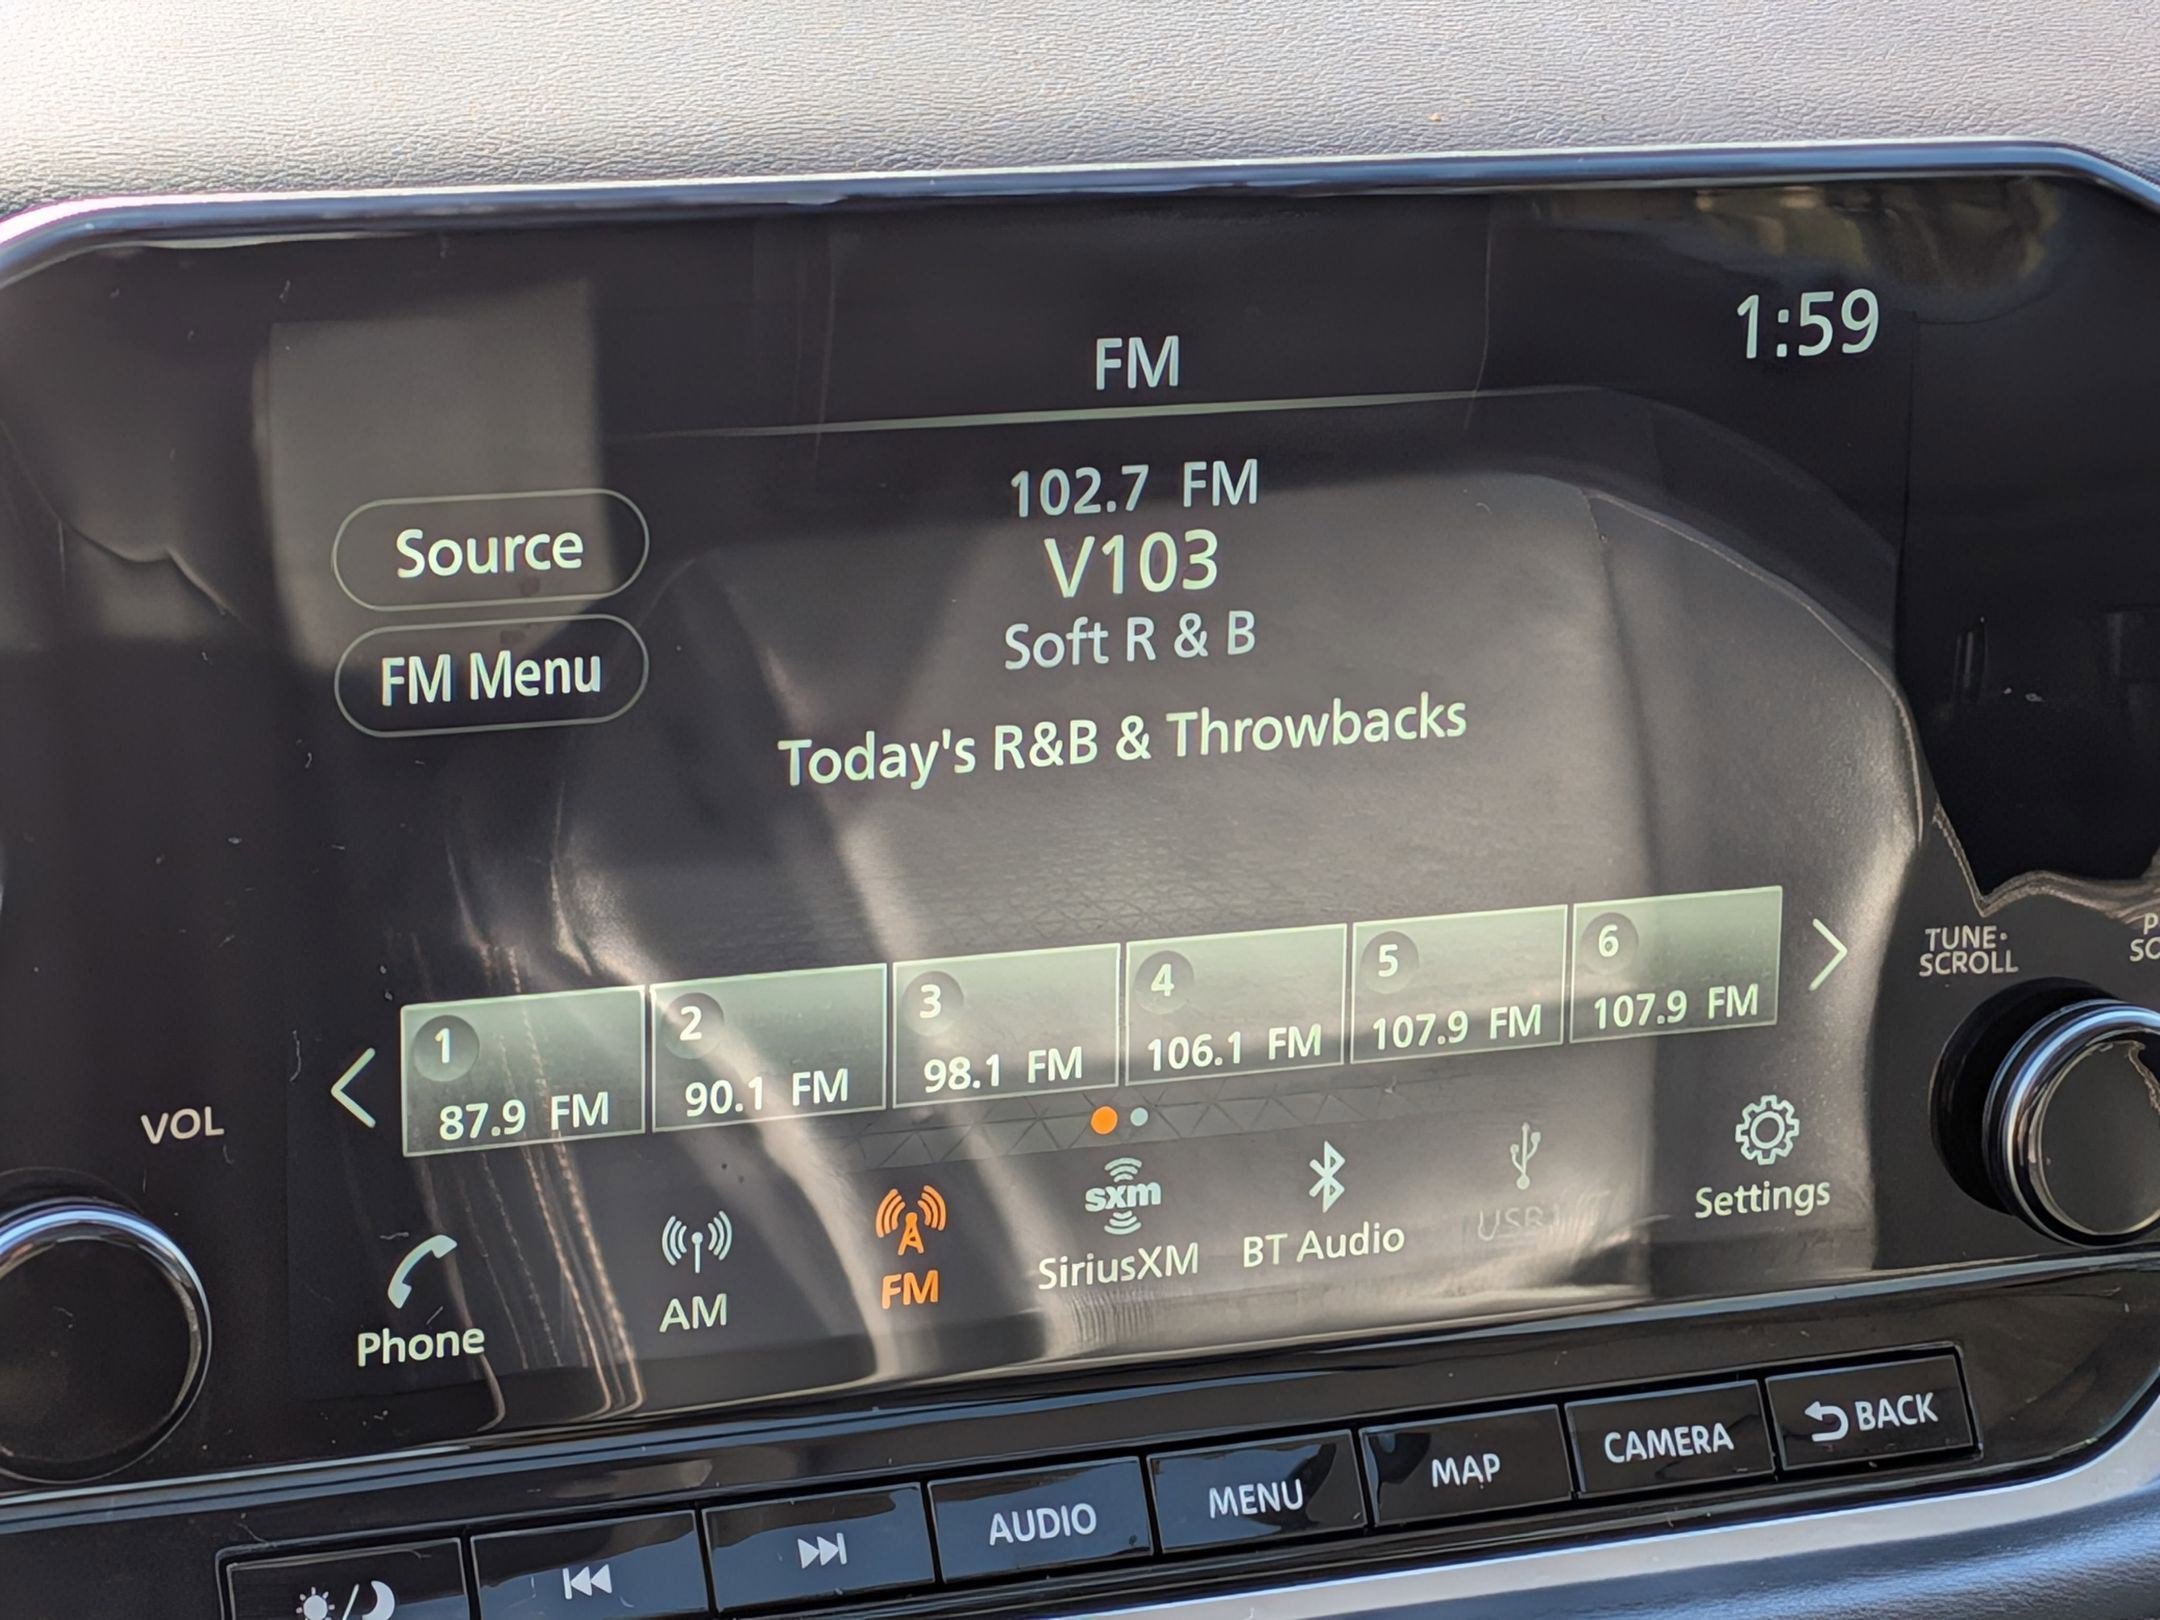 1:59
FM
102.7 FM
V103
Soft R & B
Today's R&B & Throwbacks
Source
FM Menu
1
87.9 FM
2
90.1 FM
3
98.1 FM
4
106.1 FM
5
107.9 FM
6
107.9 FM
TUNE·
SCROLL
VOL
Phone
AM
FM
sxm
SiriusXM
BT Audio
Settings
AUDIO
MENU
MAP
CAMERA
BACK